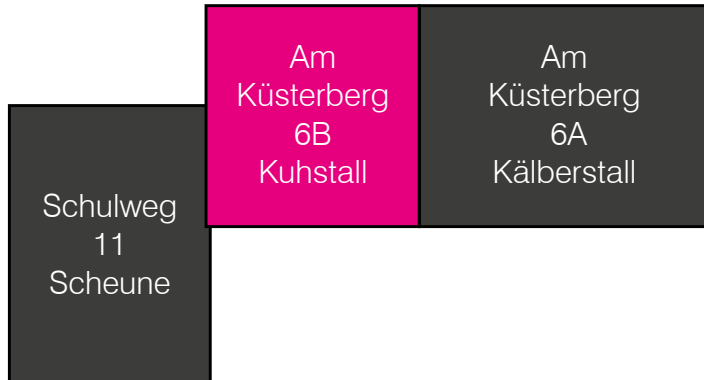 Am
Küsterberg
6B
Kuhstall
Am
Küsterberg
6A
Kälberstall
Schulweg
11
Scheune